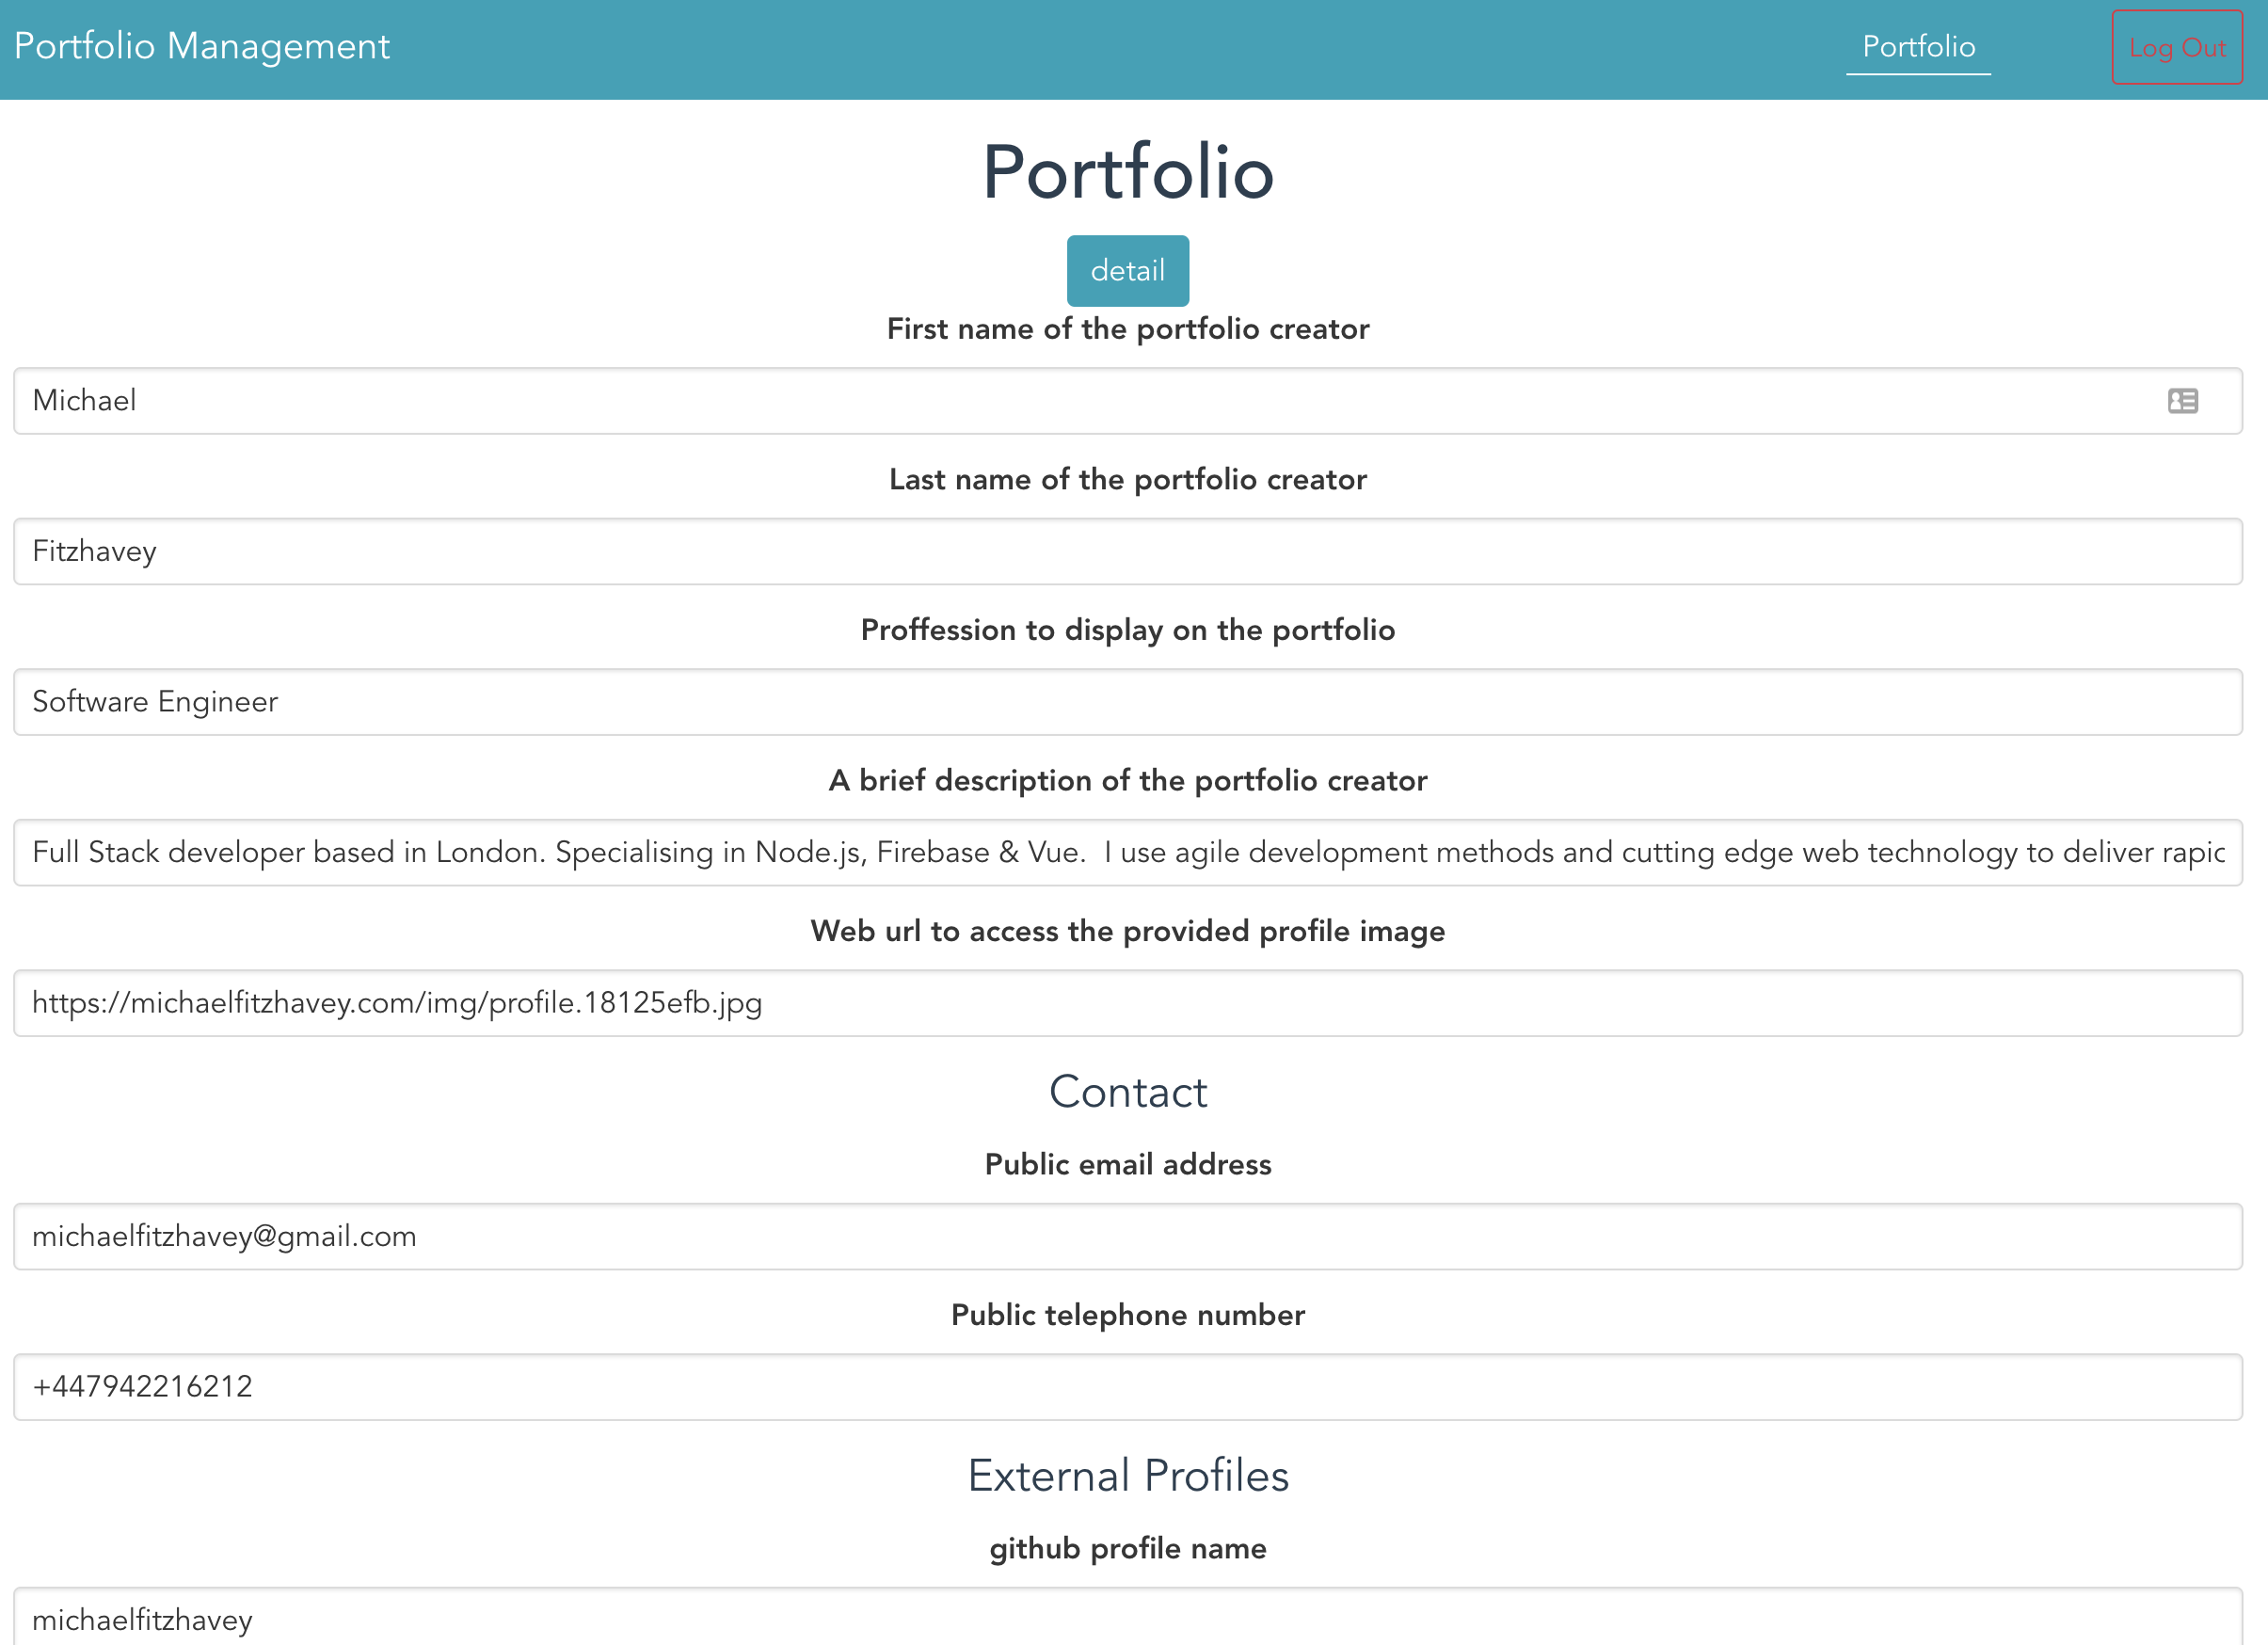 Portfolio Management
Portfolio
Log Out
Portfolio
detail
First name of the portfolio creator
Michael
Last name of the portfolio creator
Fitzhavey
Proffession to display on the portfolio
Software Engineer
A brief description of the portfolio creator
Full Stack developer based in London. Specialising in Node.js, Firebase & Vue.  I use agile development methods and cutting edge web technology to deliver
Web url to access the provided profile image
https://michaelfitzhavey.com/img/profile.18125efb.jpg
Contact
Public email address
michaelfitzhavey@gmail.com
Public telephone number
+447942216212
External Profiles
github profile name
michaelfitzhavey